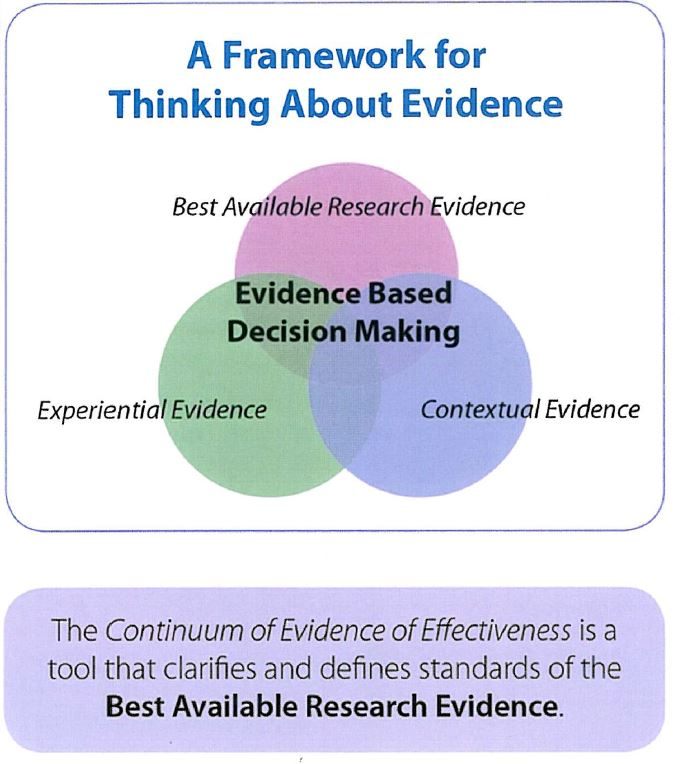 A Framework for
Thinking About Evidence
Best Available Research Evidence
Evidence Based
Decision Making
Experiential Evidence
Contextual Evidence
The Continuum of Evidence of Effectiveness is a
tool that clarifies and defines standards of the
Best Available Research Evidence.